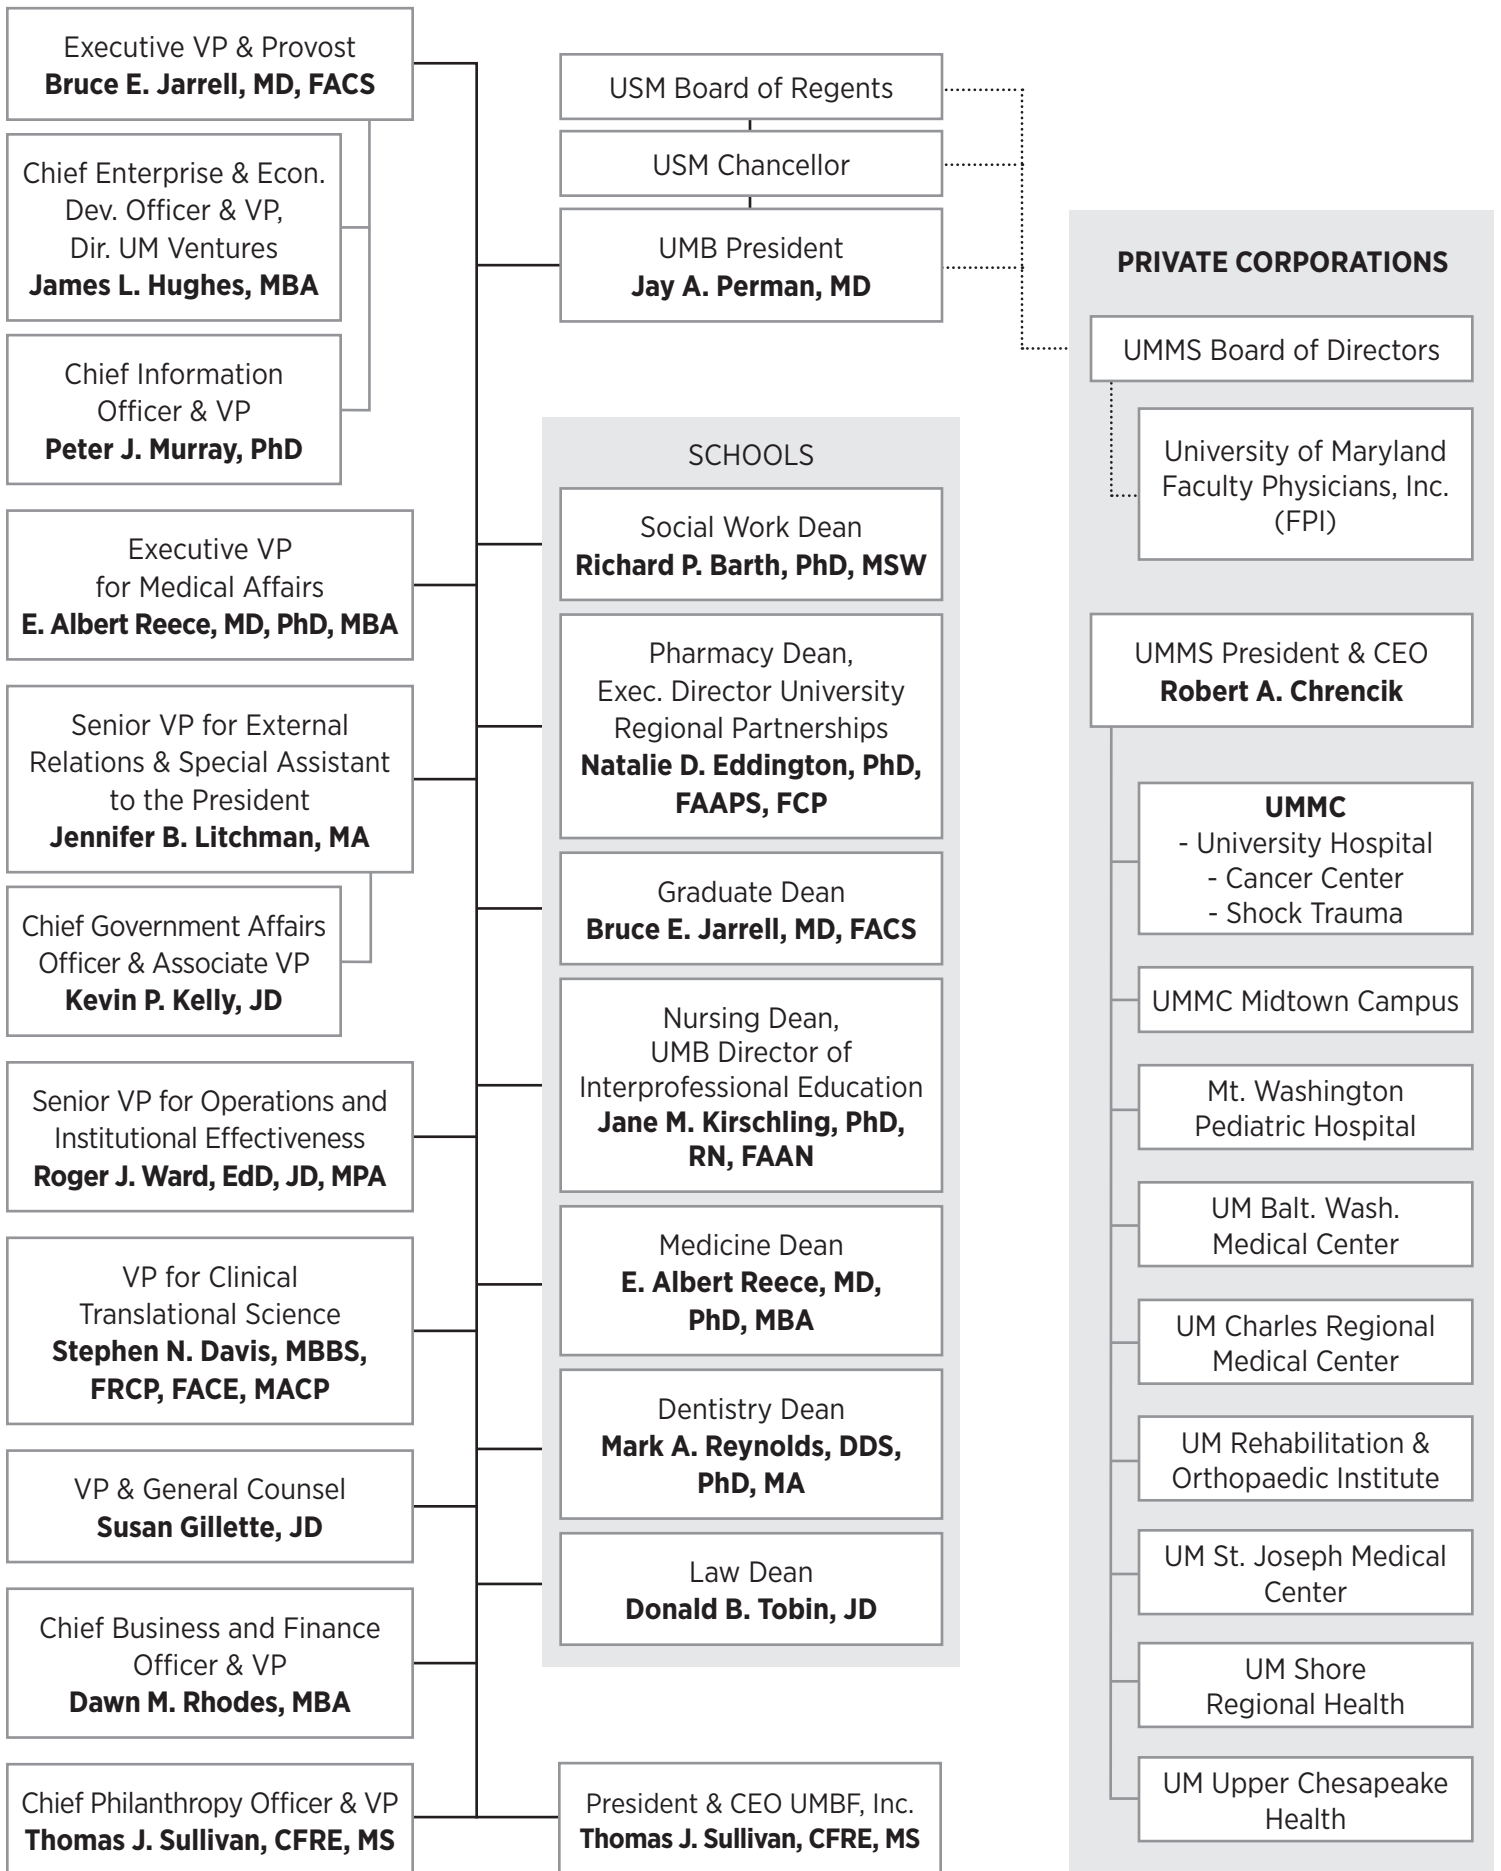 Executive VP & Provost
Bruce E. Jarrell, MD, FACS
Chief Enterprise & Econ.
Dev. Officer & VP,
Dir. UM Ventures
James L. Hughes, MBA
Chief Information
Officer & VP
Peter J. Murray, PhD
Executive VP
for Medical Affairs
E. Albert Reece, MD, PhD, MBA
Senior VP for External
Relations & Special Assistant
to the President
Jennifer B. Litchman, MA
Chief Government Affairs
Officer & Associate VP
Kevin P. Kelly, JD
Senior VP for Operations and
Institutional Effectiveness
Roger J. Ward, EdD, JD, MPA
VP for Clinical
Translational Science
Stephen N. Davis, MBBS,
FRCP, FACE, MACP
VP & General Counsel
Susan Gillette, JD
Chief Business and Finance
Officer & VP
Dawn M. Rhodes, MBA
Chief Philanthropy Officer & VP
Thomas J. Sullivan, CFRE, MS
USM Board of Regents
USM Chancellor
UMB President
Jay A. Perman, MD
SCHOOLS
Social Work Dean
Richard P. Barth, PhD, MSW
Pharmacy Dean,
Exec. Director University
Regional Partnerships
Natalie D. Eddington, PhD,
FAAPS, FCP
Graduate Dean
Bruce E. Jarrell, MD, FACS
Nursing Dean,
UMB Director of
Interprofessional Education
Jane M. Kirschling, PhD,
RN, FAAN
Medicine Dean
E. Albert Reece, MD,
PhD, MBA
Dentistry Dean
Mark A. Reynolds, DDS,
PhD, MA
Law Dean
Donald B. Tobin, JD
President & CEO UMBF, Inc.
Thomas J. Sullivan, CFRE, MS
PRIVATE CORPORATIONS
UMMS Board of Directors
University of Maryland
Faculty Physicians, Inc.
(FPI)
UMMS President & CEO
Robert A. Chrencik
UMMC
- University Hospital
- Cancer Center
- Shock Trauma
UMMC Midtown Campus
Mt. Washington
Pediatric Hospital
UM Balt. Wash.
Medical Center
UM Charles Regional
Medical Center
UM Rehabilitation &
Orthopaedic Institute
UM St. Joseph Medical
Center
UM Shore
Regional Health
UM Upper Chesapeake
Health